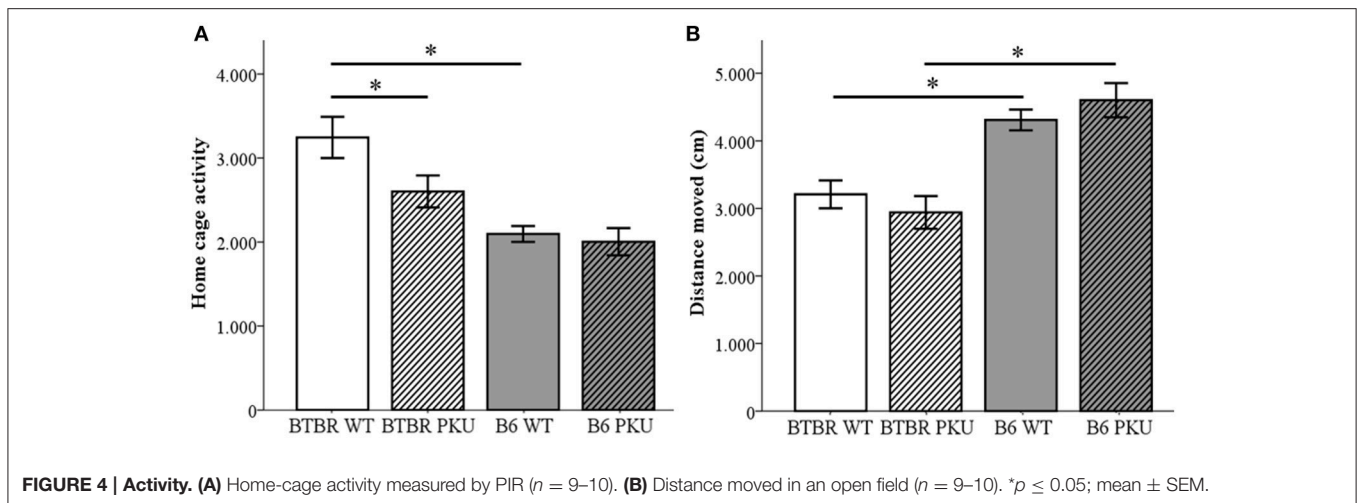 A
Home cage activity
4.000
3.000
2.000
1.000
0
*
*
BTBR WT BTBR PKU B6 WT B6 PKU
B
Distance moved (cm)
5.000
4.000
3.000
2.000
1.000
0
*
*
BTBR WT BTBR PKU B6 WT B6 PKU
FIGURE 4 | Activity. (A) Home-cage activity measured by PIR (n = 9–10). (B) Distance moved in an open field (n = 9–10). *p ≤ 0.05; mean ± SEM.